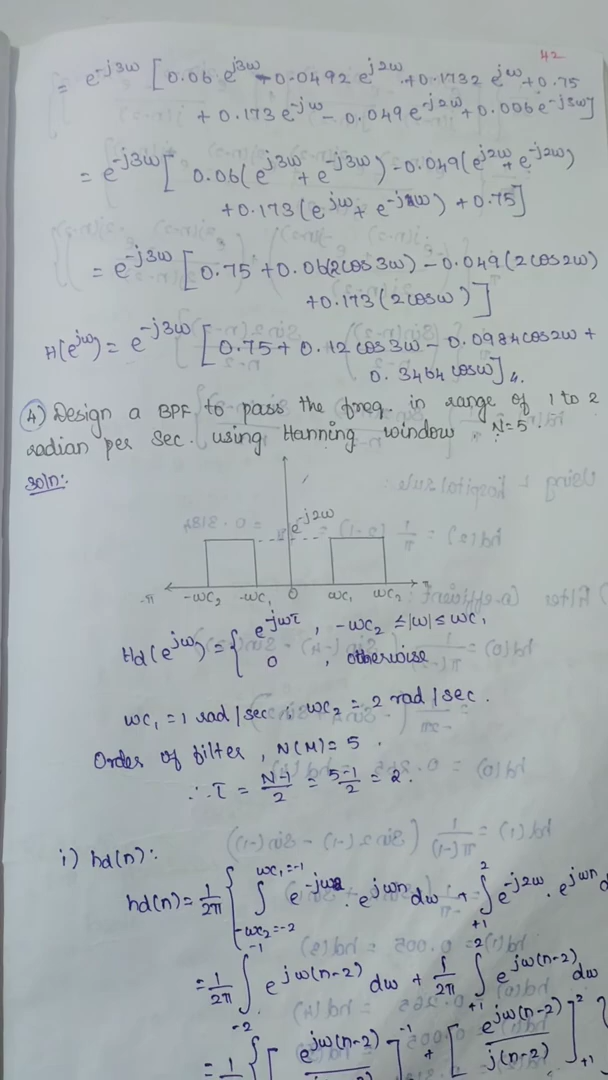 42
= e^-j3ω [0.06 e^j3ω - 0.0492 e^j2ω + 0.1732 e^jω + 0.75
+ 0.173 e^-jω - 0.049 e^-j2ω + 0.006 e^-j3ω]
= e^-j3ω [ 0.06(e^j3ω + e^-j3ω) - 0.049(e^j2ω + e^-j2ω)
+0.173(e^jω + e^-jω) + 0.75]
= e^-j3ω [0.75 + 0.06(2cos3ω) - 0.049(2cos2ω)
+0.173(2cosω)]
H(e^jω) = e^-j3ω [0.75 + 0.12 cos3ω - 0.0984cos2ω +
0.3464 cosω]
4) Design a BPF to pass the freq. in range of 1 to 2
radian per sec. using Hanning window. N=5.
soln:
e^-j2ω
-π -ωc2 -ωc1 0 ωc1 ωc2
Hd(e^jω) = { e^-jωτ, -ωc2 ≤ |ω| ≤ ωc1
0, otherwise
ωc1 = 1 rad/sec ; ωc2 = 2 rad/sec.
Order of filter, N(M) = 5.
∴ τ = N-1/2 = 5-1/2 = 2.
i) hd(n):
hd(n) = 1/2π { ∫_-ωc2=-2^ωc1=-1 e^-jω2 . e^jωn dω + ∫_+1^2 e^-j2ω . e^jωn d
= 1/2π ∫_-2^-1 e^jω(n-2) dω + 1/2π ∫_+1^2 e^jω(n-2) dω
= 1/ { [ e^jω(n-2) ]^-1 + [ e^jω(n-2) / j(n-2) ]_+1^2 }